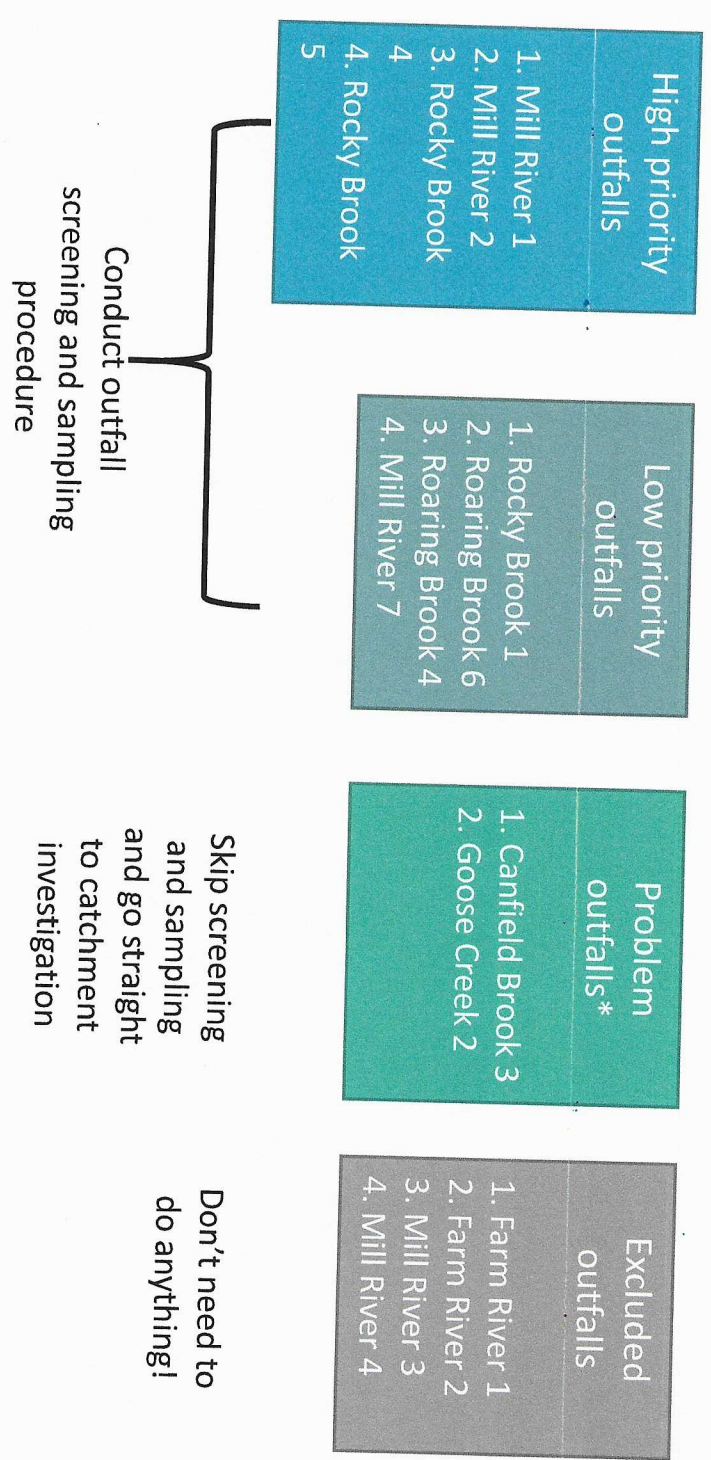 High priority
outfalls
1. Mill River 1
2. Mill River 2
3. Rocky Brook
4
4. Rocky Brook
5
Low priority
outfalls
1. Rocky Brook 1
2. Roaring Brook 6
3. Roaring Brook 4
4. Mill River 7
Problem
outfalls*
1. Canfield Brook 3
2. Goose Creek 2
Excluded
outfalls
1. Farm River 1
2. Farm River 2
3. Mill River 3
4. Mill River 4
Conduct outfall
screening and sampling
procedure
Skip screening
and sampling
and go straight
to catchment
investigation
Don't need to
do anything!